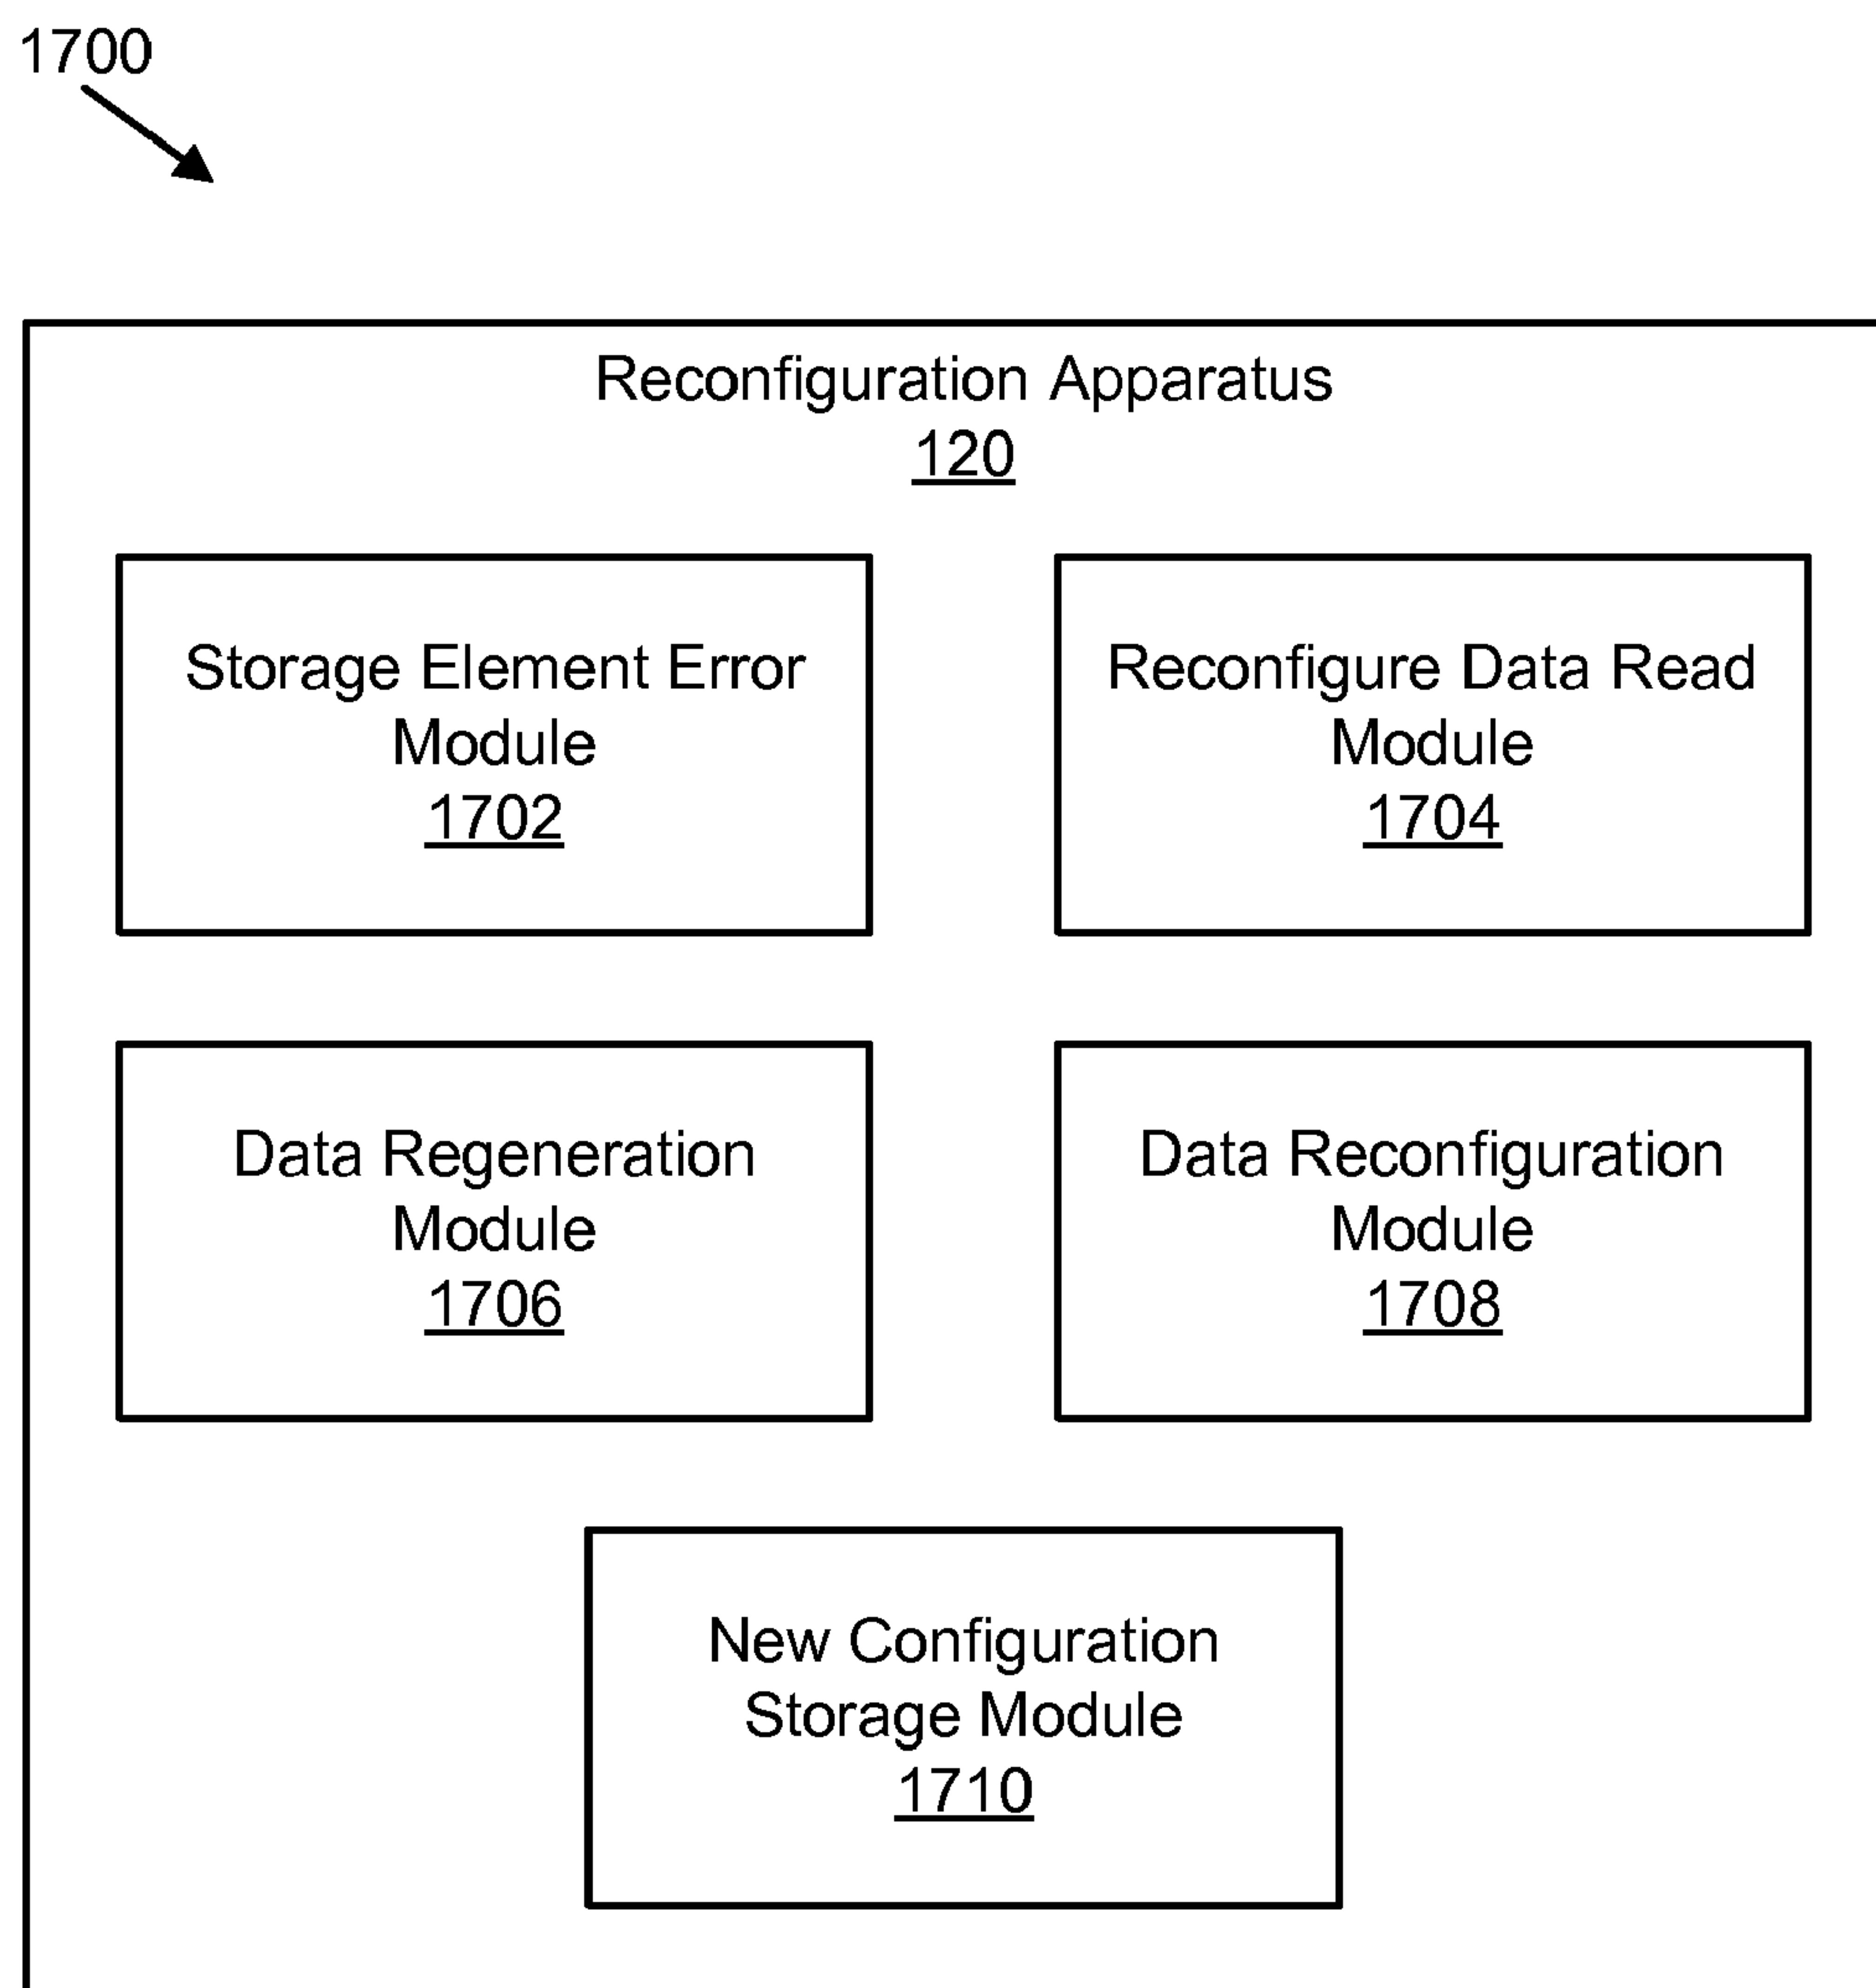 1700
Reconfiguration Apparatus
120
Storage Element Error
Module
1702
Reconfigure Data Read
Module
1704
Data Regeneration
Module
1706
Data Reconfiguration
Module
1708
New Configuration
Storage Module
1710